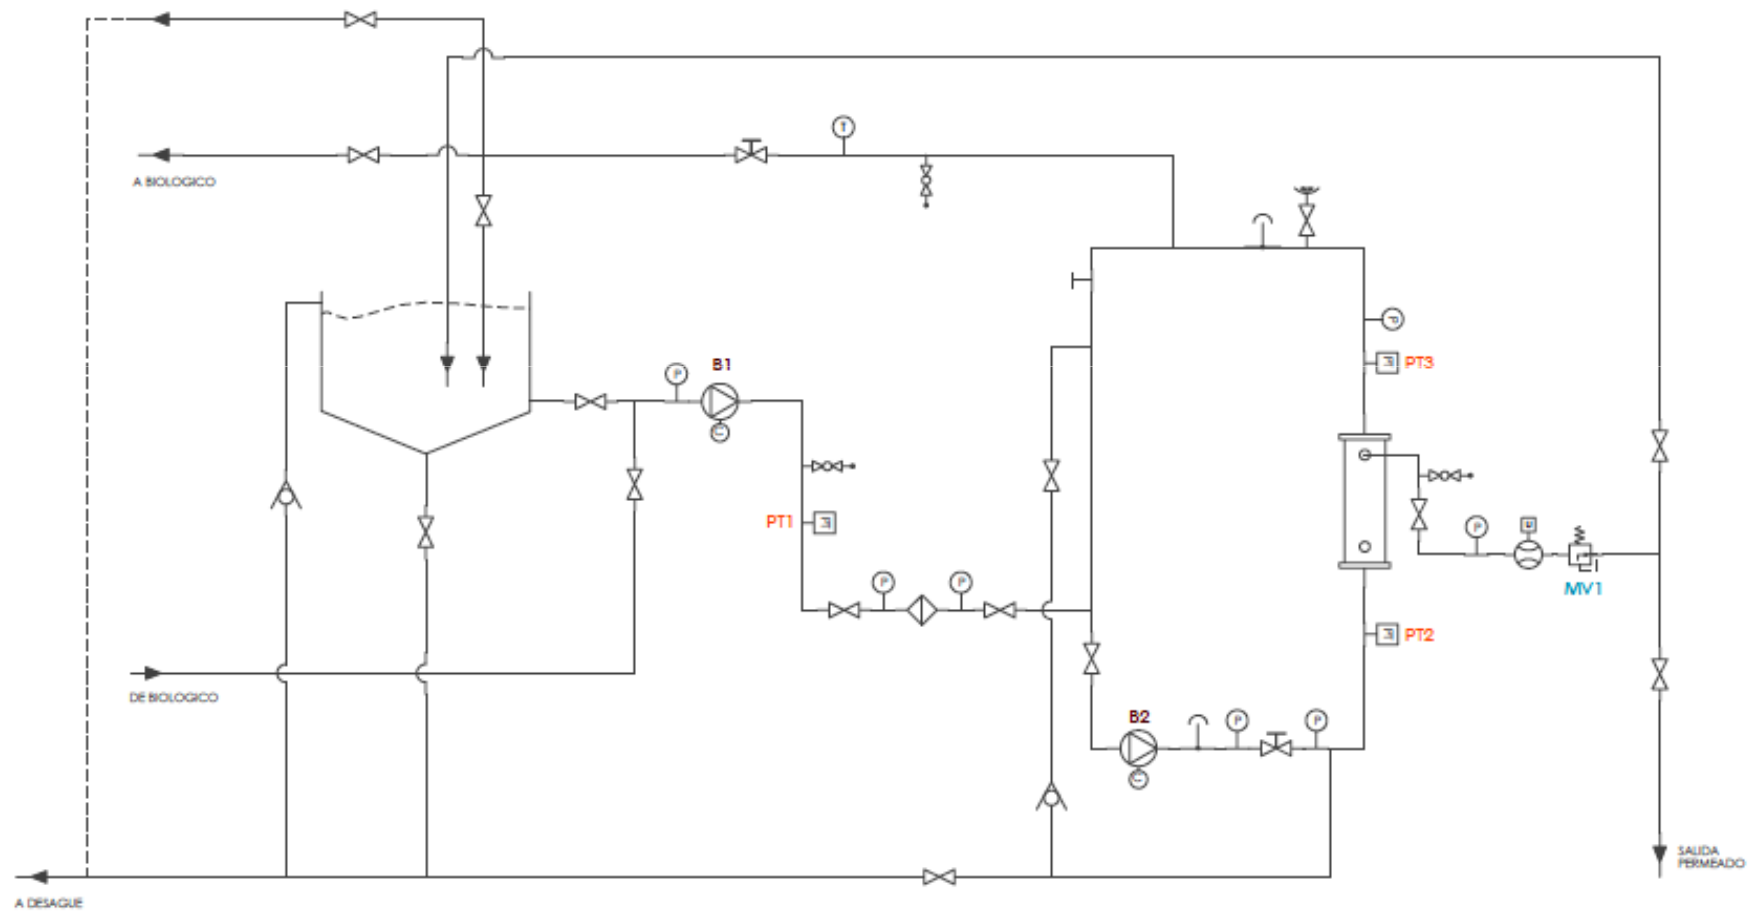 T
A BIOLOGICO
P
PT3
B1
P
PT1
P
P
P
MV1
PT2
DE BIOLOGICO
B2
P
P
SALIDA
PERMEADO
A DESAGUE